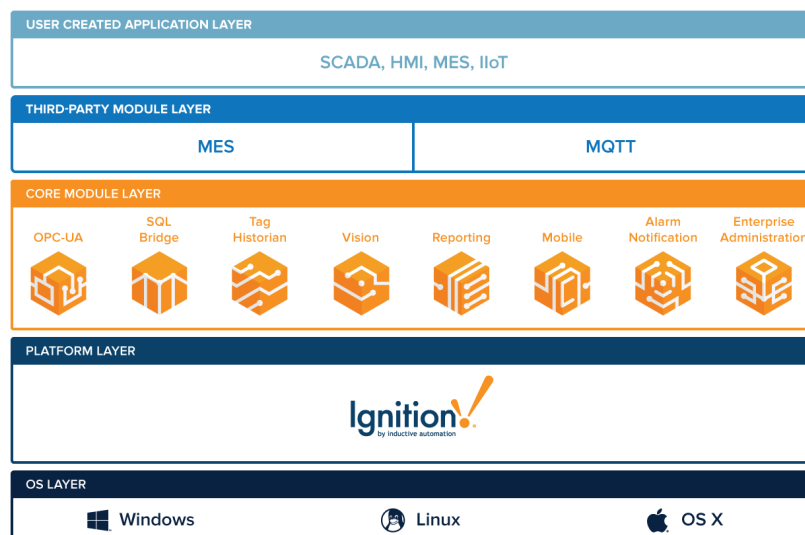 USER CREATED APPLICATION LAYER
SCADA, HMI, MES, IIoT
THIRD-PARTY MODULE LAYER
MES
MQTT
CORE MODULE LAYER
OPC-UA
SQL
Bridge
Tag
Historian
Vision
Reporting
Mobile
Alarm
Notification
Enterprise
Administration
PLATFORM LAYER
Ignition!
by inductive automation
OS LAYER
Windows
Linux
OS X